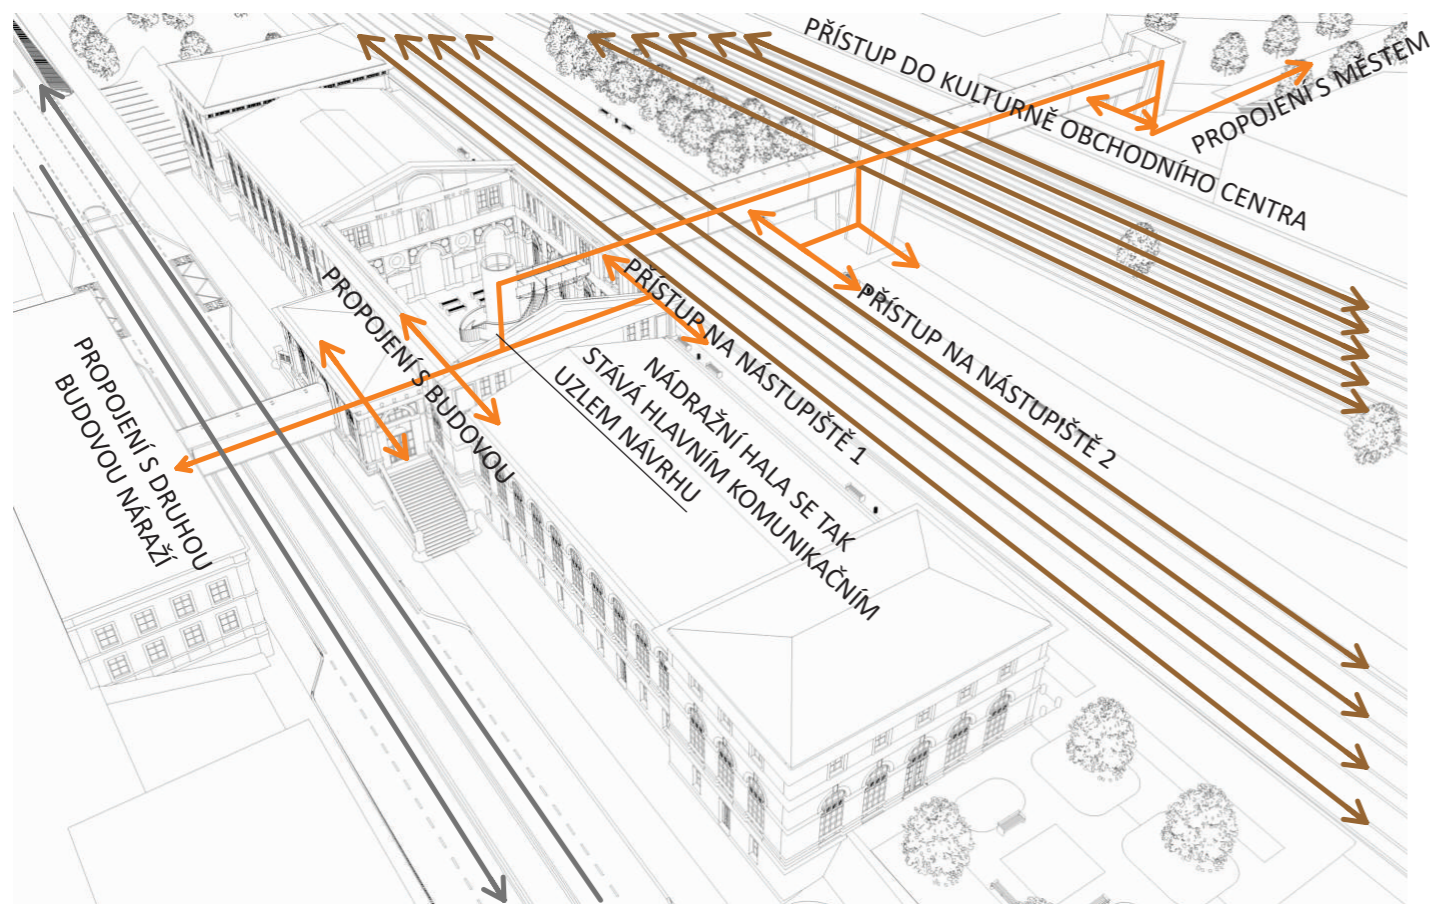 PŘÍSTUP DO KULTURNĚ OBCHODNÍHO CENTRA
PROPOJENÍ S MĚSTEM
PROPOJENÍ S BUDOVOU
PŘÍSTUP NA NÁSTUPIŠTĚ 1
PŘÍSTUP NA NÁSTUPIŠTĚ 2
PROPOJENÍ S DRUHOU
BUDOVOU NÁRAŽÍ
NÁDRAŽNÍ HALA SE TAK
STÁVÁ HLAVNÍM KOMUNIKAČNÍM
UZLEM NÁVRHU